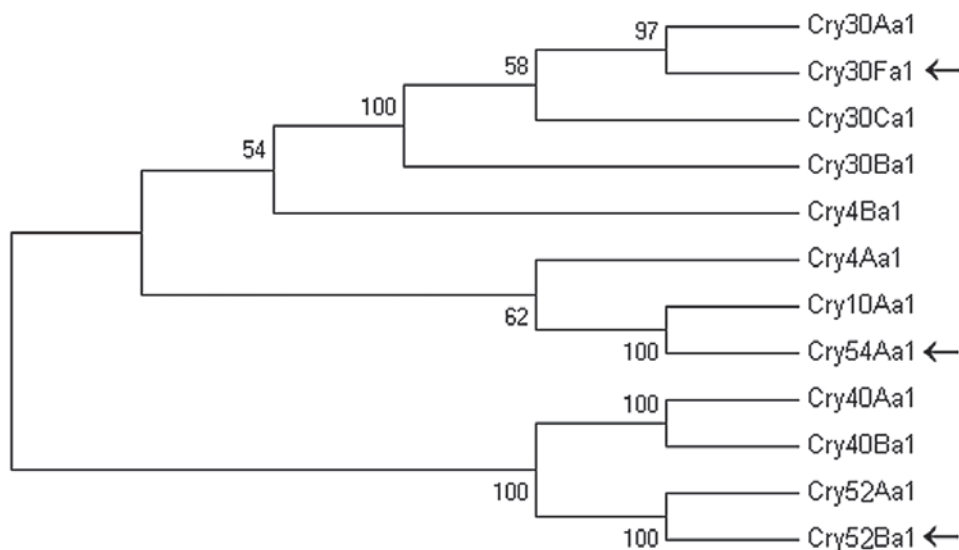 Cry30Aa1
97
Cry30Fa1
58
Cry30Ca1
100
Cry30Ba1
54
Cry4Ba1
Cry4Aa1
Cry10Aa1
62
Cry54Aa1
100
Cry40Aa1
100
Cry40Ba1
Cry52Aa1
100
Cry52Ba1
100